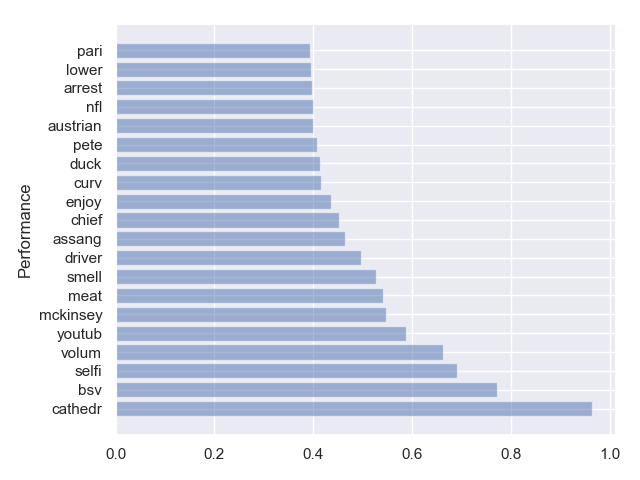 pari
lower
arrest
nfl
austrian
pete
duck
curv
enjoy
chief
assang
driver
smell
meat
mckinsey
youtub
volum
selfi
bsv
cathedr
Performance
0.0 0.2 0.4 0.6 0.8 1.0